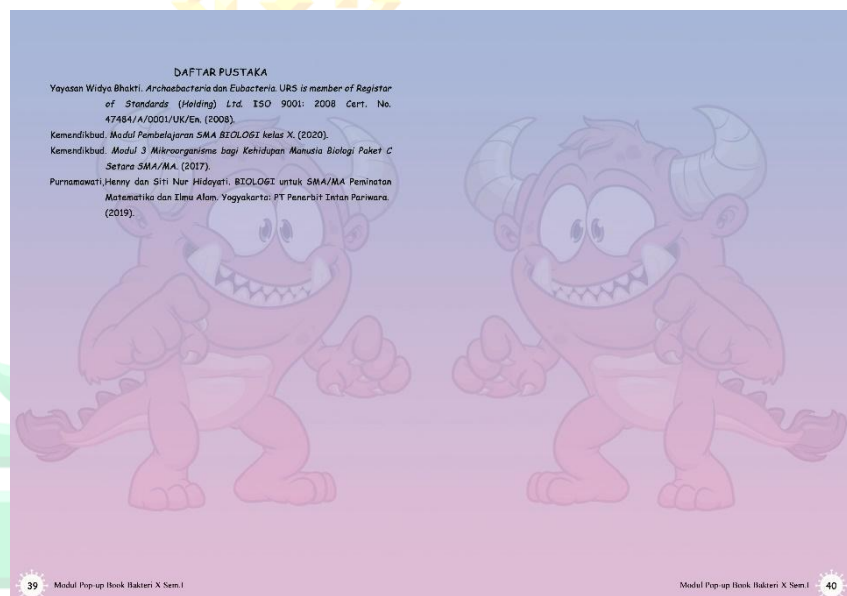 DAFTAR PUSTAKA
Yayasan Widya Bhakti. Archaebacteria dan Eubacteria. URS is member of Registar
of Standards (Holding) Ltd. ISO 9001: 2008 Cert. No.
47484/A/0001/UK/En. (2008).
Kemendikbud. Modul Pembelajaran SMA BIOLOGI kelas X. (2020).
Kemendikbud. Modul 3 Mikroorganisme bagi Kehidupan Manusia Biologi Paket C
Setara SMA/MA. (2017).
Purnamawati,Henny dan Siti Nur Hidayati. BIOLOGI untuk SMA/MA Peminatan
Matematika dan Ilmu Alam. Yogyakarta: PT Penerbit Intan Pariwara.
(2019).
39 Modul Pop-up Book Bakteri X Sem.1
Modul Pop-up Book Bakteri X Sem.1 40